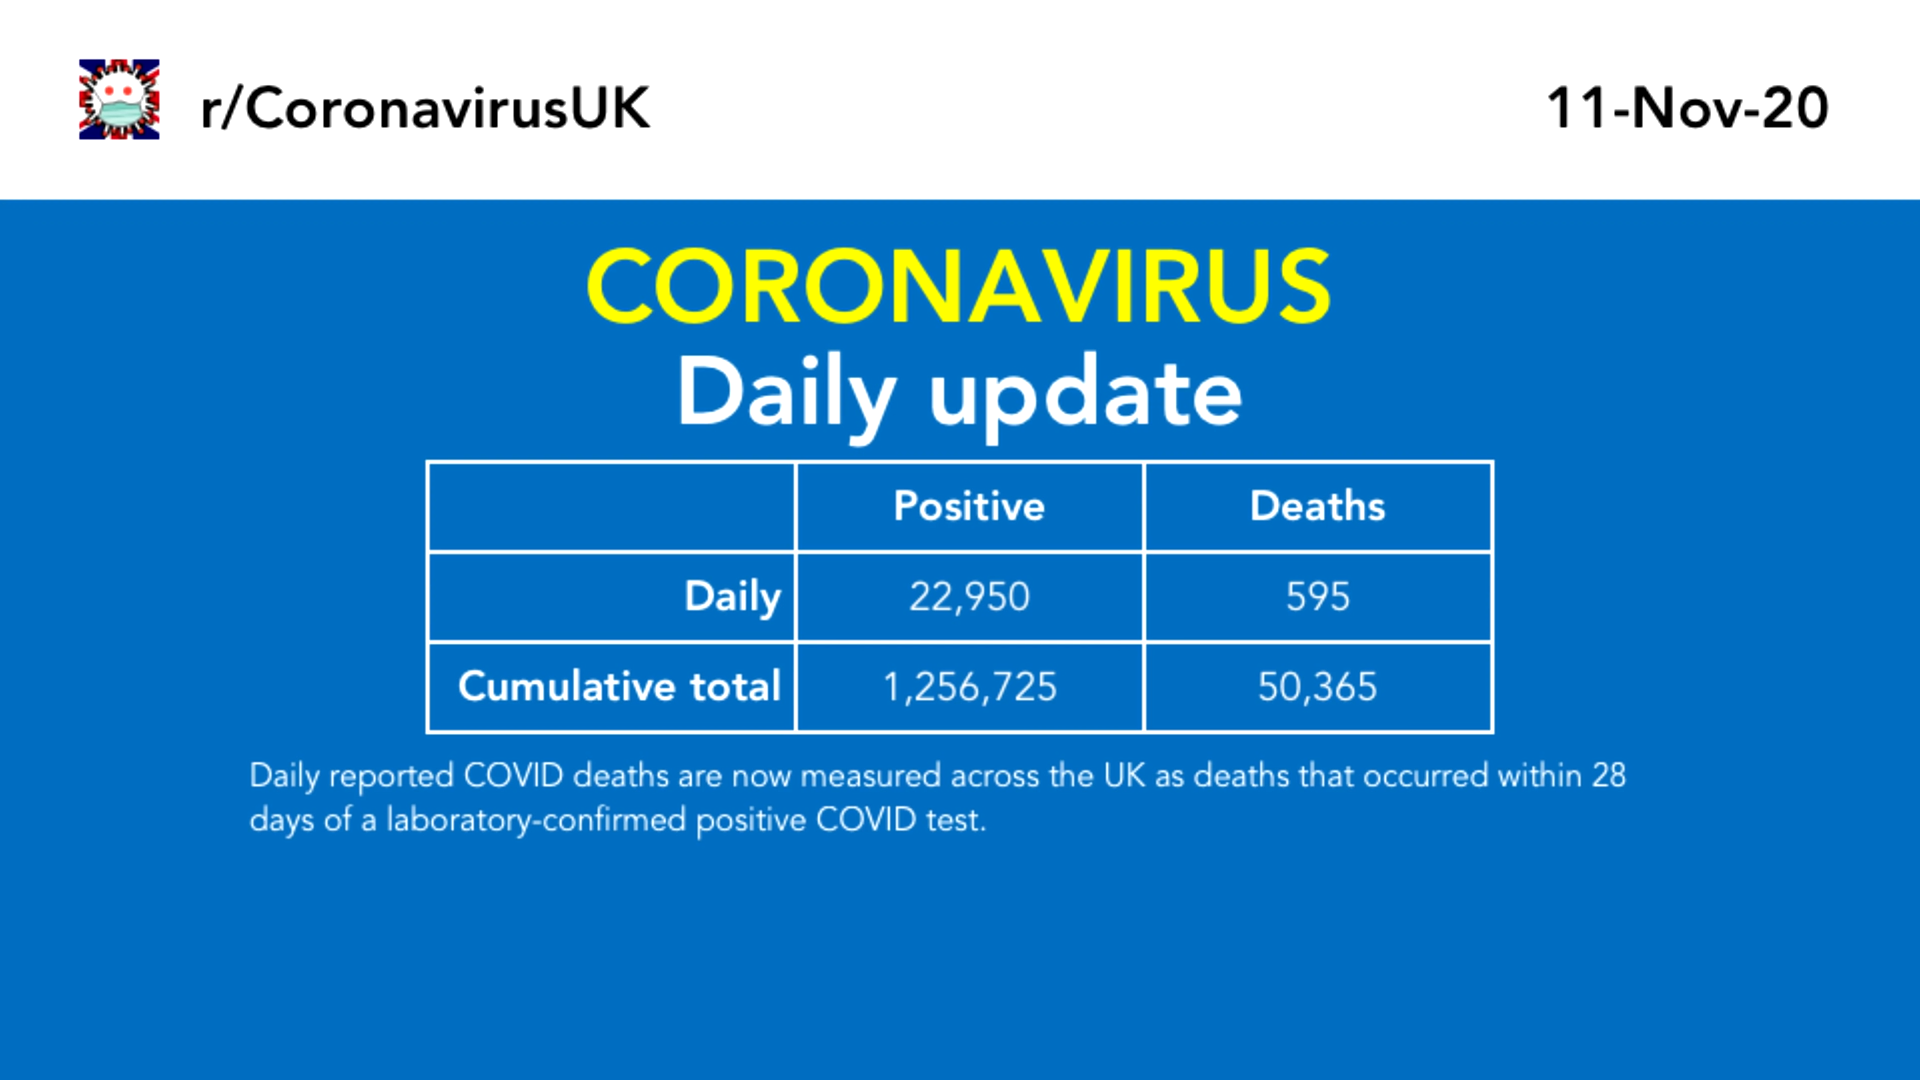 r/CoronavirusUK
11-Nov-20
CORONAVIRUS
Daily update
Positive Deaths
Daily 22,950 595
Cumulative total 1,256,725 50,365
Daily reported COVID deaths are now measured across the UK as deaths that occurred within 28
days of a laboratory-confirmed positive COVID test.